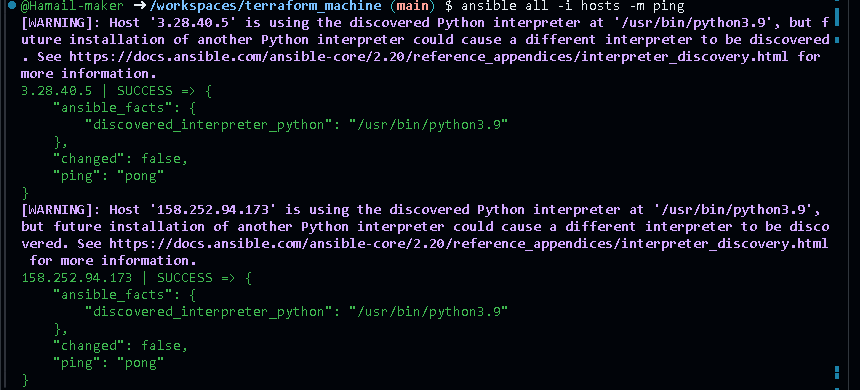 @Hamail-maker →/workspaces/terraform_machine (main) $ ansible all -i hosts -m ping
[WARNING]: Host '3.28.40.5' is using the discovered Python interpreter at '/usr/bin/python3.9', but f
uture installation of another Python interpreter could cause a different interpreter to be discovered
. See https://docs.ansible.com/ansible-core/2.20/reference_appendices/interpreter_discovery.html for
more information.
3.28.40.5 | SUCCESS => {
    "ansible_facts": {
        "discovered_interpreter_python": "/usr/bin/python3.9"
    },
    "changed": false,
    "ping": "pong"
}
[WARNING]: Host '158.252.94.173' is using the discovered Python interpreter at '/usr/bin/python3.9',
but future installation of another Python interpreter could cause a different interpreter to be disco
vered. See https://docs.ansible.com/ansible-core/2.20/reference_appendices/interpreter_discovery.html
 for more information.
158.252.94.173 | SUCCESS => {
    "ansible_facts": {
        "discovered_interpreter_python": "/usr/bin/python3.9"
    },
    "changed": false,
    "ping": "pong"
}